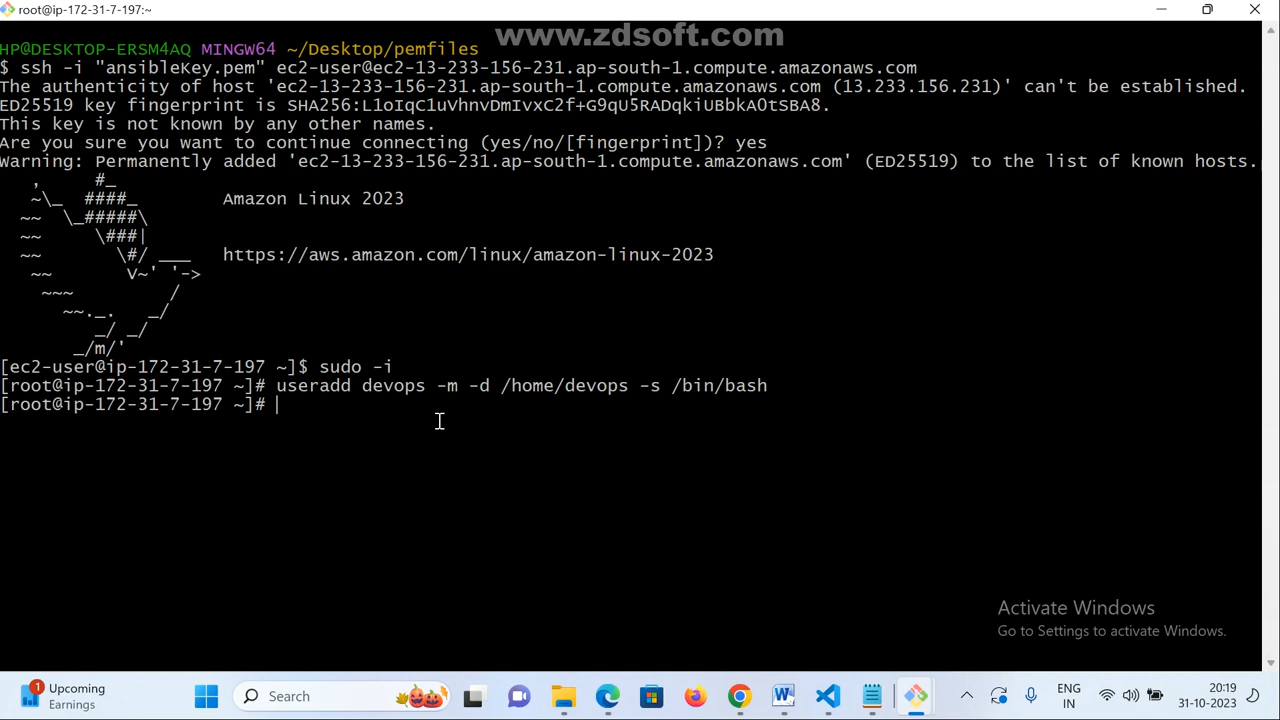 root@ip-172-31-7-197:~
www.zdsoft.com
HP@DESKTOP-ERSM4AQ MINGW64 ~/Desktop/pemfiles
$ ssh -i "ansiblekey.pem" ec2-user@ec2-13-233-156-231.ap-south-1.compute.amazonaws.com
The authenticity of host 'ec2-13-233-156-231.ap-south-1.compute.amazonaws.com (13.233.156.231)' can't be established.
ED25519 key fingerprint is SHA256:L1oIqC1uVhnvDmIvxC2f+G9qU5RADqkiUBbkA0tSBA8.
This key is not known by any other names.
Are you sure you want to continue connecting (yes/no/[fingerprint])? yes
Warning: Permanently added 'ec2-13-233-156-231.ap-south-1.compute.amazonaws.com' (ED25519) to the list of known hosts.
   ,     #_
   ~\_  ####_        Amazon Linux 2023
  ~~  \_#####\
  ~~     \###|
  ~~       \#/ ___   https://aws.amazon.com/linux/amazon-linux-2023
   ~~       V~' '->
    ~~~         /
      ~~._.   _/
         _/ _/
       _/m/'
[ec2-user@ip-172-31-7-197 ~]$ sudo -i
[root@ip-172-31-7-197 ~]# useradd devops -m -d /home/devops -s /bin/bash
[root@ip-172-31-7-197 ~]#
Activate Windows
Go to Settings to activate Windows.
1
Upcoming
Earnings
Search
ENG
IN
20:19
31-10-2023